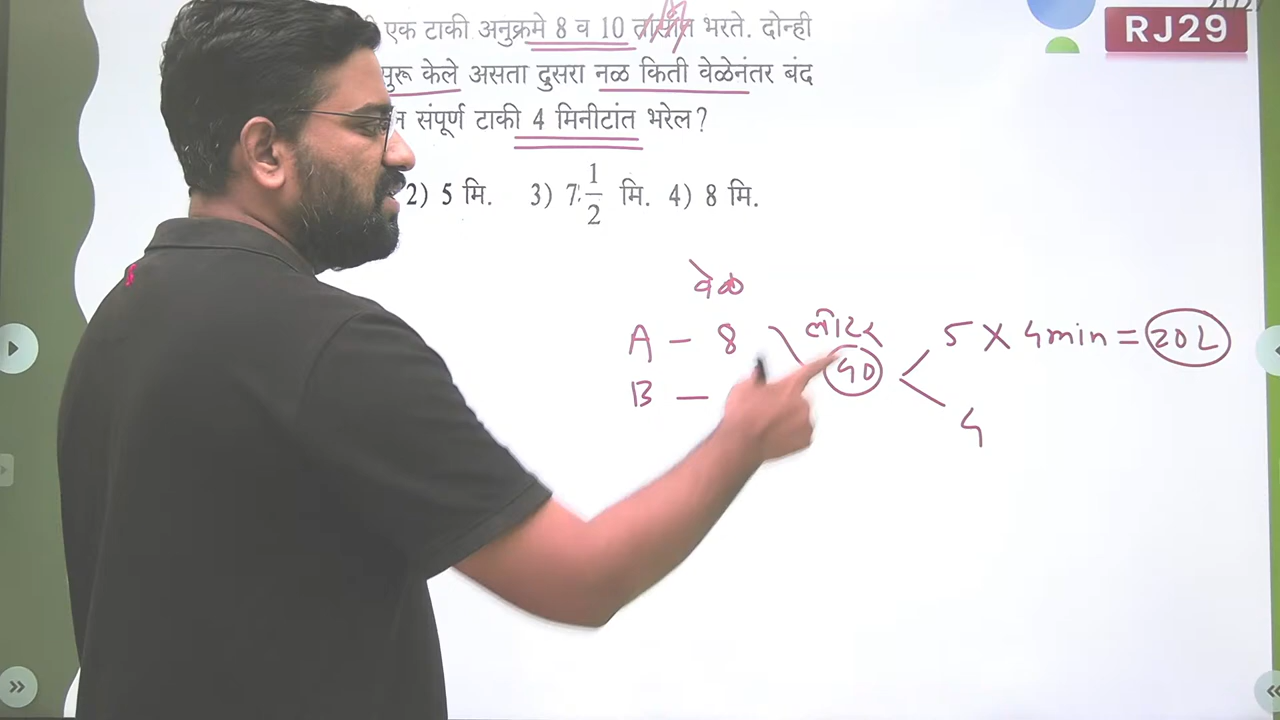 RJ29
एक टाकी अनुक्रमे 8 व 10 भरते. दोन्ही
सुरू केले असता दुसरा नळ किती वेळेनंतर बंद
संपूर्ण टाकी 4 मिनीटांत भरेल?
2) 5 मि. 3) 7 1/2 मि. 4) 8 मि.
वेळ
A - 8
लीटर
40
5 X 4min = 20L
B -
4